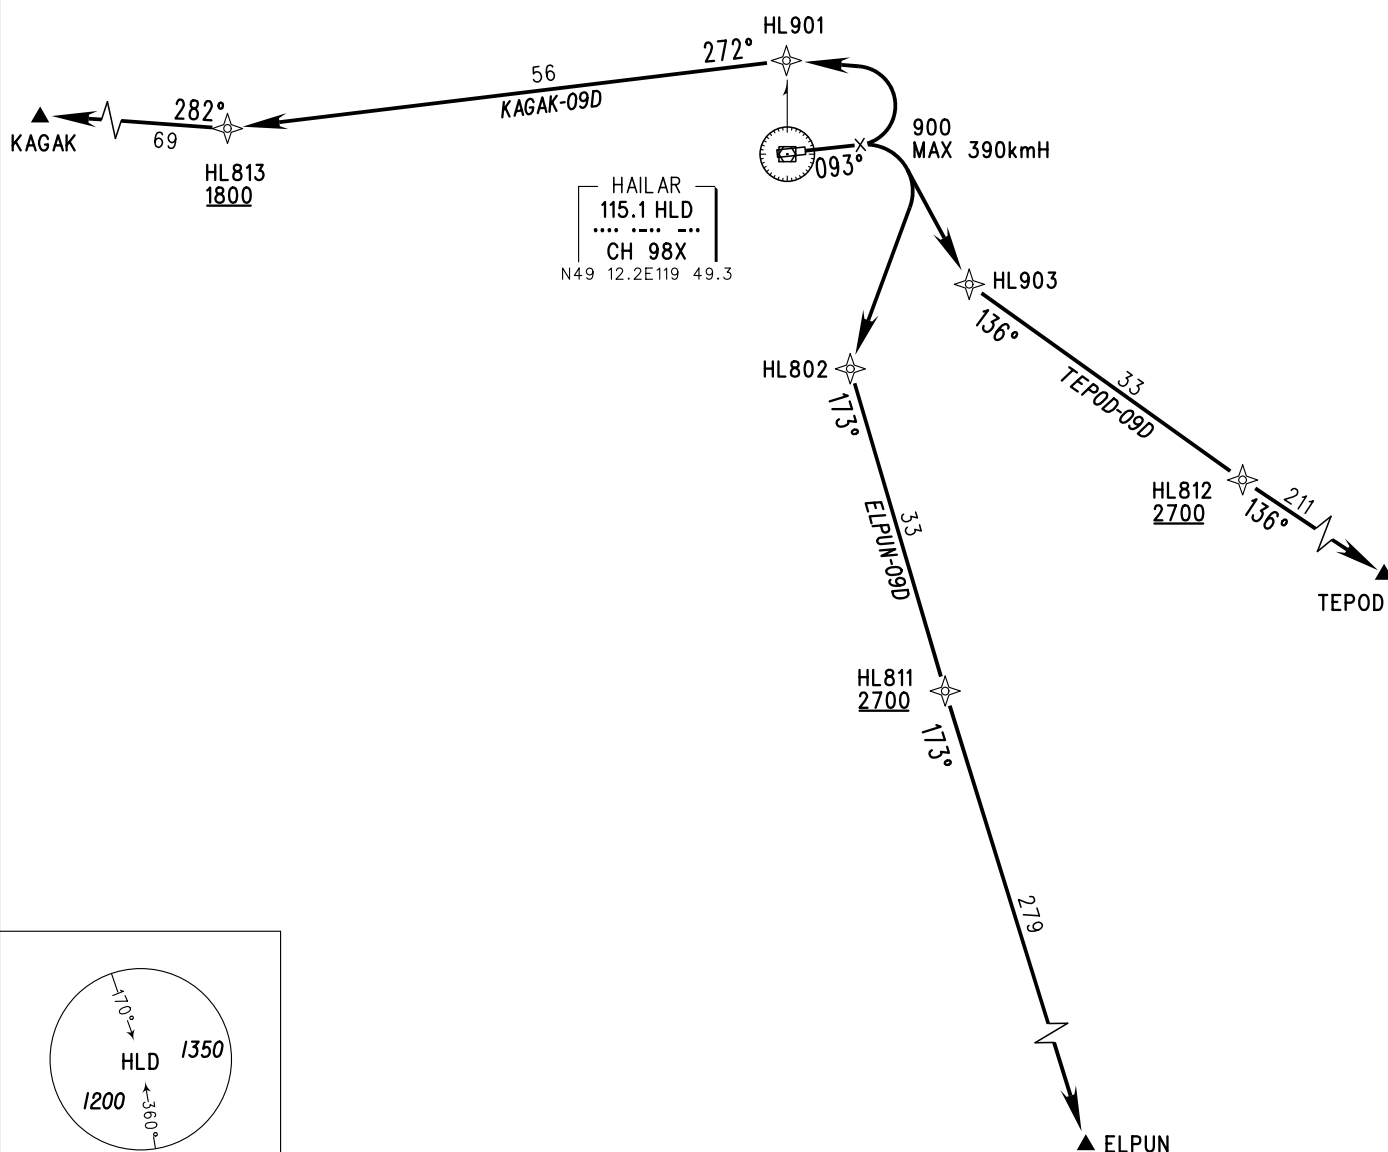 HL901
272°
56
KAGAK-09D
282°
KAGAK
69
HL813
1800
900
MAX 390kmH
093°
HAILAR
115.1 HLD
•••• •–•• –••
CH 98X
N49 12.2E119 49.3
HL903
136°
33
TEPOD-09D
HL802
173°
33
ELPUN-09D
HL812
2700
136°
211
TEPOD
HL811
2700
173°
279
170°
HLD
1350
1200
360°
ELPUN